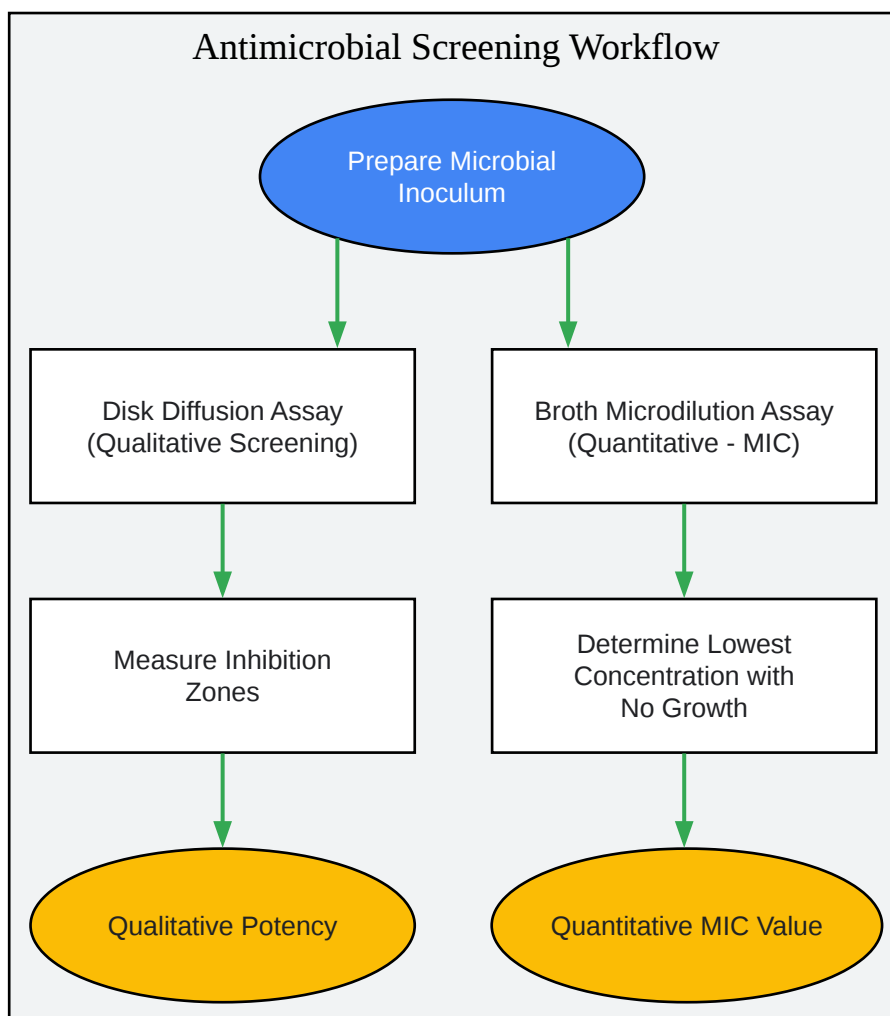 Antimicrobial Screening Workflow
Prepare Microbial
Inoculum
Disk Diffusion Assay
(Qualitative Screening)
Broth Microdilution Assay
(Quantitative - MIC)
Measure Inhibition
Zones
Determine Lowest
Concentration with
No Growth
Qualitative Potency
Quantitative MIC Value